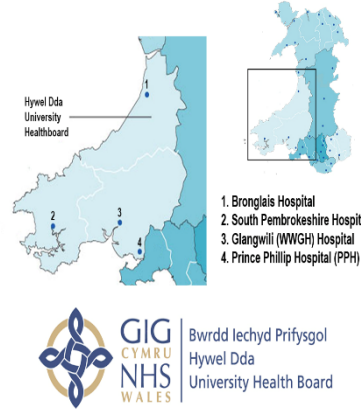 1
Hywel Dda
University
Healthboard
2
3
4
1. Bronglais Hospital
2. South Pembrokeshire Hospit
3. Glangwili (WWGH) Hospital
4. Prince Phillip Hospital (PPH)
GIG
CYMRU
NHS
WALES
Bwrdd Iechyd Prifysgol
Hywel Dda
University Health Board